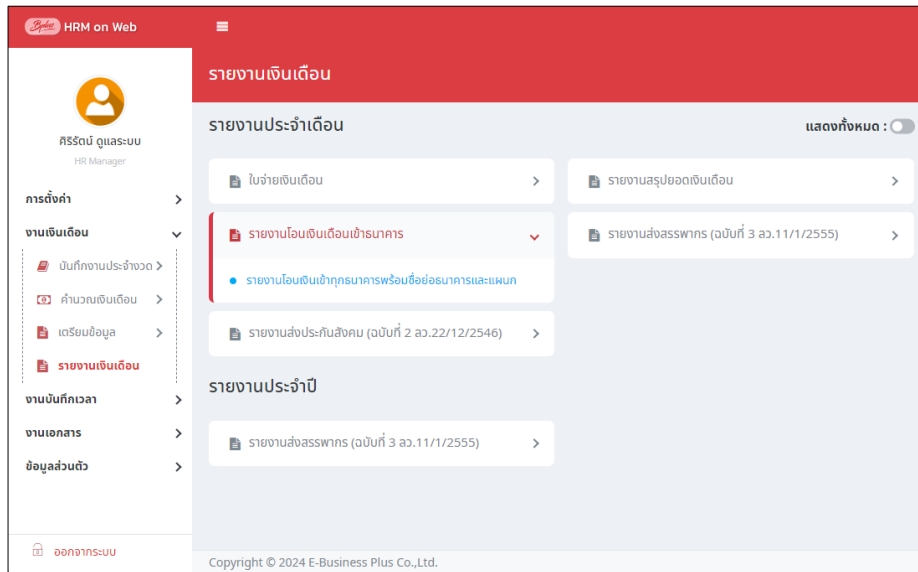 Bplus HRM on Web
รายงานเงินเดือน
ศิริรัตน์ ดูแลระบบ
HR Manager
การตั้งค่า
งานเงินเดือน
บันทึกงานประจำงวด
คำนวณเงินเดือน
เตรียมข้อมูล
รายงานเงินเดือน
งานบันทึกเวลา
งานเอกสาร
ข้อมูลส่วนตัว
ออกจากระบบ
รายงานประจำเดือน
แสดงทั้งหมด :
ใบจ่ายเงินเดือน
รายงานสรุปยอดเงินเดือน
รายงานโอนเงินเดือนเข้าธนาคาร
รายงานส่งสรรพากร (ฉบับที่ 3 ลว.11/1/2555)
รายงานโอนเงินเข้าทุกธนาคารพร้อมชื่อย่อธนาคารและแผนก
รายงานส่งประกันสังคม (ฉบับที่ 2 ลว.22/12/2546)
รายงานประจำปี
รายงานส่งสรรพากร (ฉบับที่ 3 ลว.11/1/2555)
Copyright © 2024 E-Business Plus Co.,Ltd.